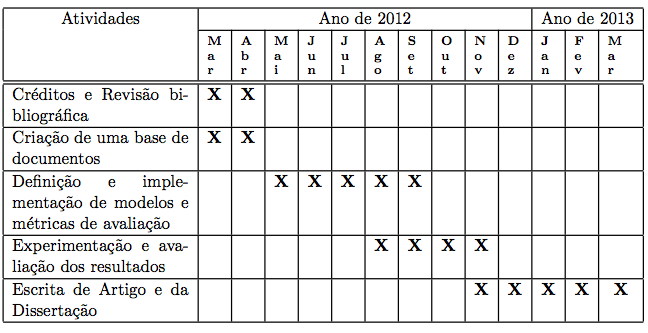 Atividades Ano de 2012 Ano de 2013
Mar Abr Mai Jun Jul Ago Set Out Nov Dez Jan Fev Mar
Créditos e Revisão bi- X X
bliográfica
Criação de uma base de X X
documentos
Definição e imple- X X X X X
mentação de modelos e
métricas de avaliação
Experimentação e ava- X X X X
liação dos resultados
Escrita de Artigo e da X X X X X
Dissertação